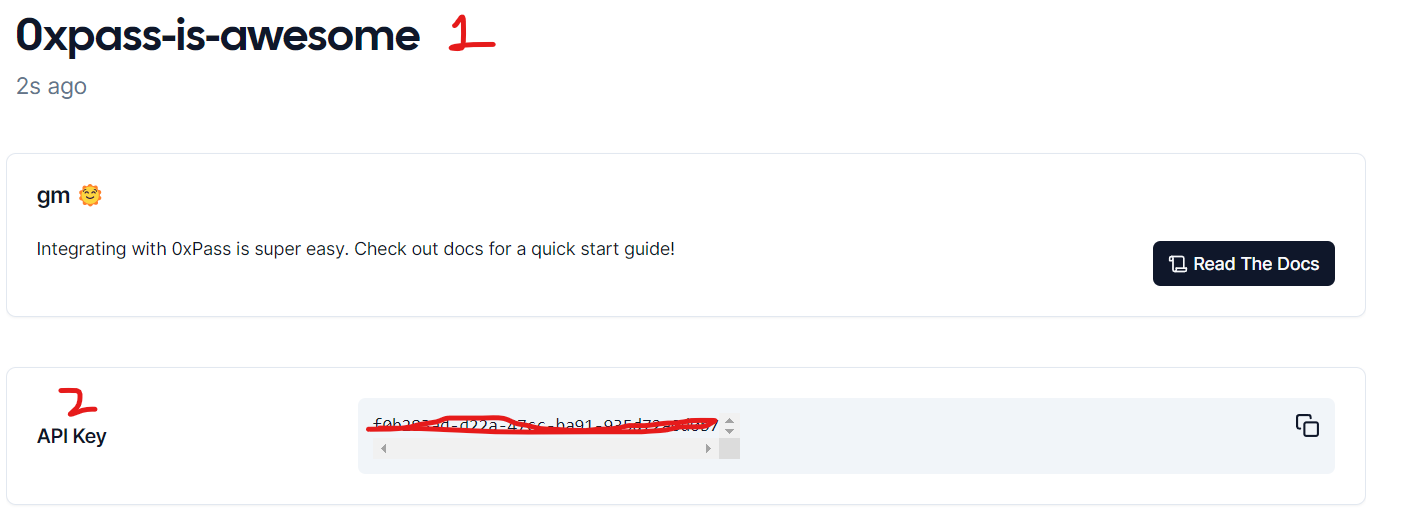 0xpass-is-awesome 1
2s ago
gm
Integrating with 0xPass is super easy. Check out docs for a quick start guide!
Read The Docs
2
API Key